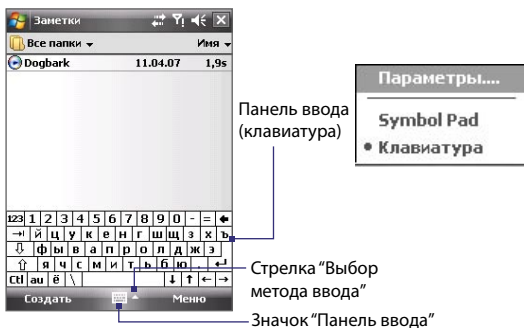 Заметки
Все папки
Имя
Dogbark 11.04.07 1,9s
123 1 2 3 4 5 6 7 8 9 0 - =
й ц у к е н г ш щ з х ъ
ф ы в а п р о л д ж э
я ч с м и т ь б ю .
Ctl aü ё \
Создать Меню
Панель ввода
(клавиатура)
Параметры....
Symbol Pad
Клавиатура
Стрелка “Выбор
метода ввода”
Значок “Панель ввода”